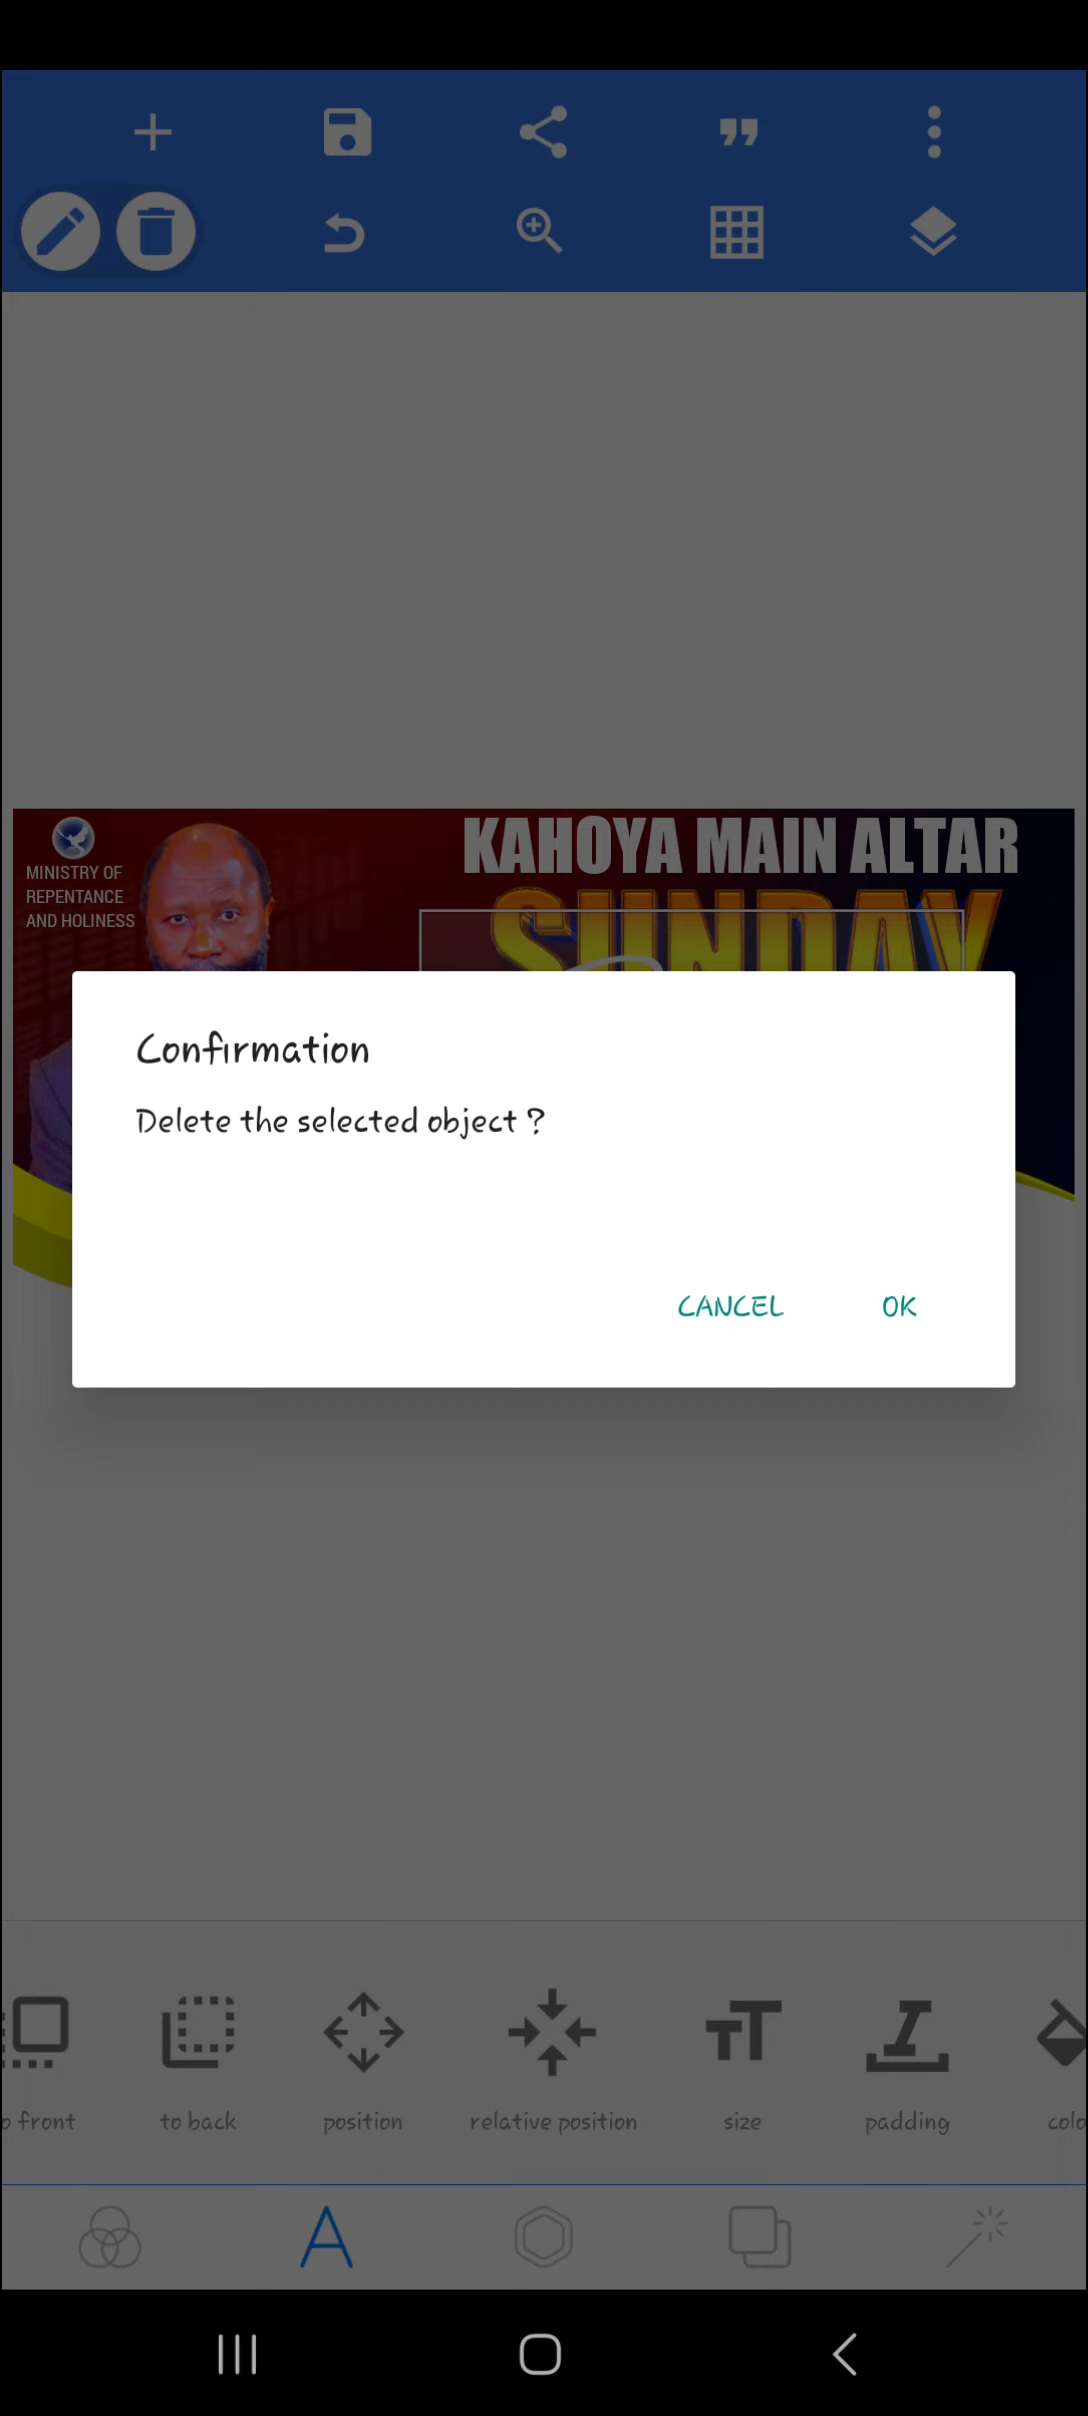 KAHOYA MAIN ALTAR
MINISTRY OF
REPENTANCE
AND HOLINESS
SUNDAY
Confirmation
Delete the selected object ?
CANCEL OK
to back
position
relative position
size
padding